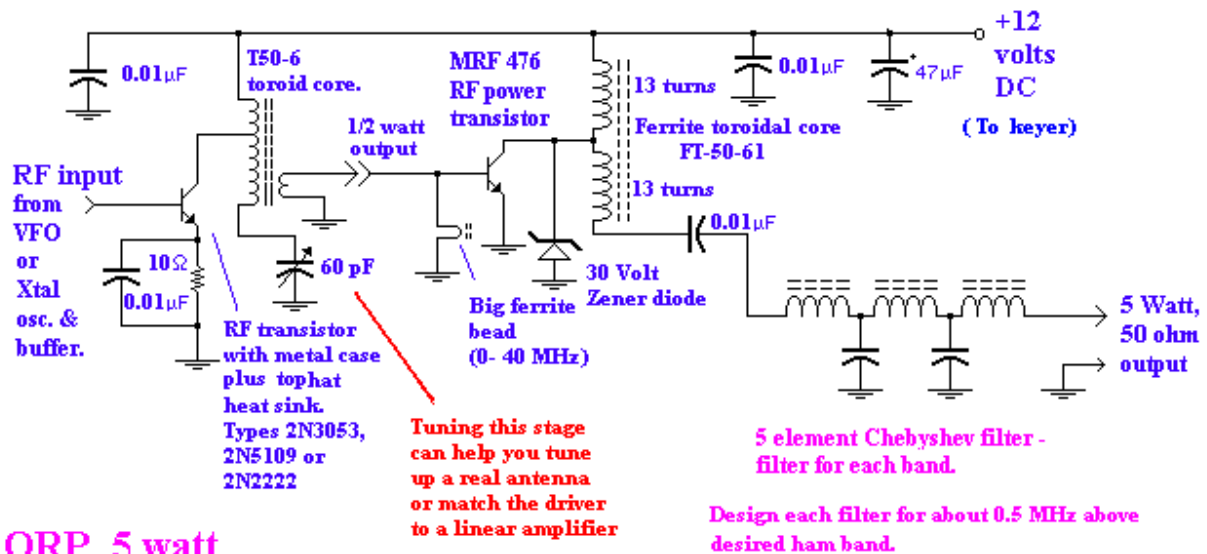 +12
volts
DC
( To keyer)
0.01µF
T50-6
toroid core.
MRF 476
RF power
transistor
13 turns
0.01µF
47µF
Ferrite toroidal core
FT-50-61
13 turns
1/2 watt
output
RF input
from
VFO
or
Xtal
osc. &
buffer.
10Ω
0.01µF
60 pF
0.01µF
30 Volt
Zener diode
Big ferrite
bead
(0- 40 MHz)
RF transistor
with metal case
plus tophat
heat sink.
Types 2N3053,
2N5109 or
2N2222
5 Watt,
50 ohm
output
Tuning this stage
can help you tune
up a real antenna
or match the driver
to a linear amplifier
5 element Chebyshev filter -
filter for each band.
Design each filter for about 0.5 MHz above
desired ham band.
QRP 5 watt